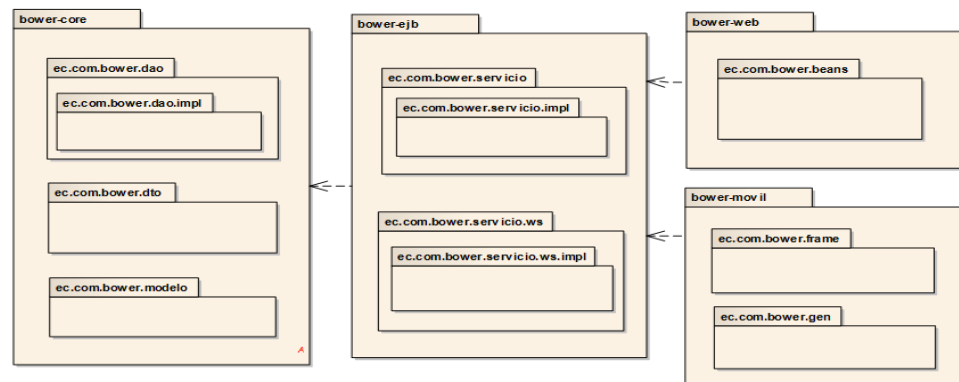 bower-core
ec.com.bower.dao
ec.com.bower.dao.impl
ec.com.bower.dto
ec.com.bower.modelo
A
bower-ejb
ec.com.bower.servicio
ec.com.bower.servicio.impl
ec.com.bower.servicio.ws
ec.com.bower.servicio.ws.impl
bower-web
ec.com.bower.beans
bower-movil
ec.com.bower.frame
ec.com.bower.gen